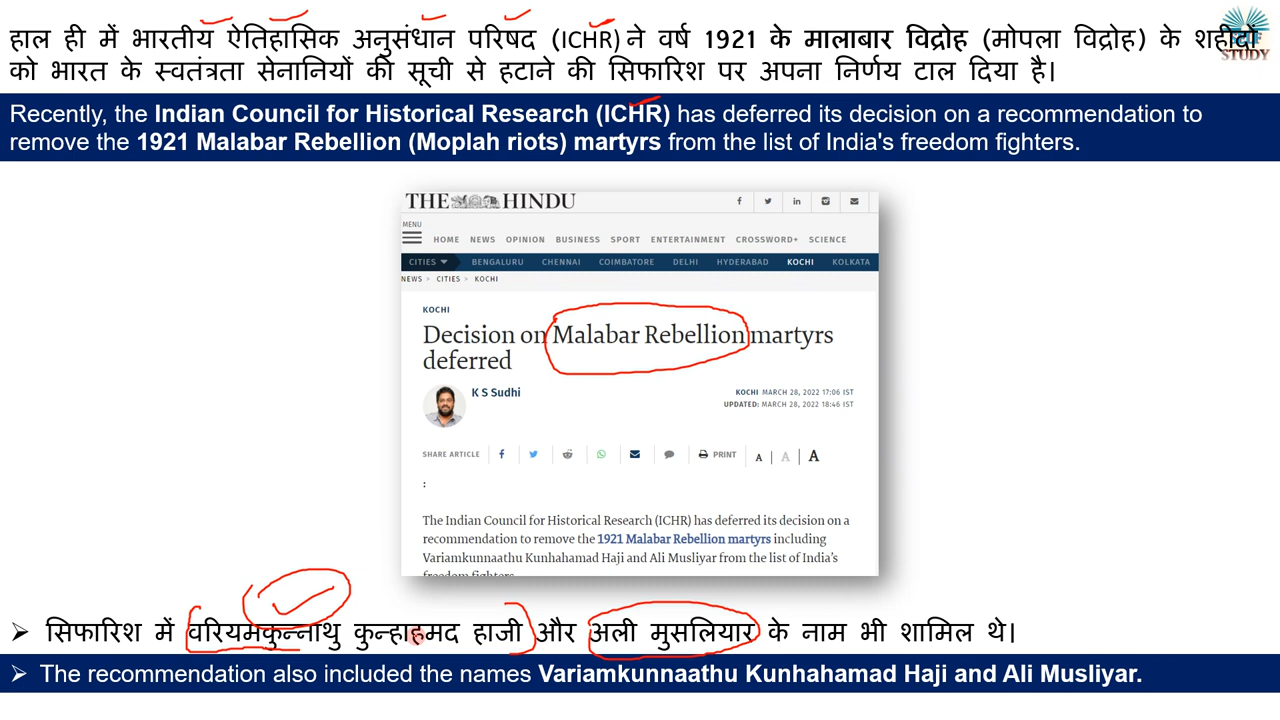 हाल ही में भारतीय ऐतिहासिक अनुसंधान परिषद (ICHR) ने वर्ष 1921 के मालाबार विद्रोह (मोपला विद्रोह) के शहीदों
को भारत के स्वतंत्रता सेनानियों की सूची से हटाने की सिफारिश पर अपना निर्णय टाल दिया है।
STUDY
Recently, the Indian Council for Historical Research (ICHR) has deferred its decision on a recommendation to
remove the 1921 Malabar Rebellion (Moplah riots) martyrs from the list of India's freedom fighters.
THE HINDU
MENU
HOME NEWS OPINION BUSINESS SPORT ENTERTAINMENT CROSSWORD+ SCIENCE
CITIES BENGALURU CHENNAI COIMBATORE DELHI HYDERABAD KOCHI KOLKATA
NEWS > CITIES > KOCHI
KOCHI
Decision on Malabar Rebellion martyrs
deferred
K S Sudhi
KOCHI MARCH 28, 2022 17:06 IST
UPDATED: MARCH 28, 2022 18:46 IST
SHARE ARTICLE PRINT A | A | A
:
The Indian Council for Historical Research (ICHR) has deferred its decision on a
recommendation to remove the 1921 Malabar Rebellion martyrs including
Variamkunnaathu Kunhahamad Haji and Ali Musliyar from the list of India's
freedom fighters
➢ सिफारिश में वरियमकुन्नाथु कुन्हाहमद हाजी और अली मुसलियार के नाम भी शामिल थे।
➢ The recommendation also included the names Variamkunnaathu Kunhahamad Haji and Ali Musliyar.